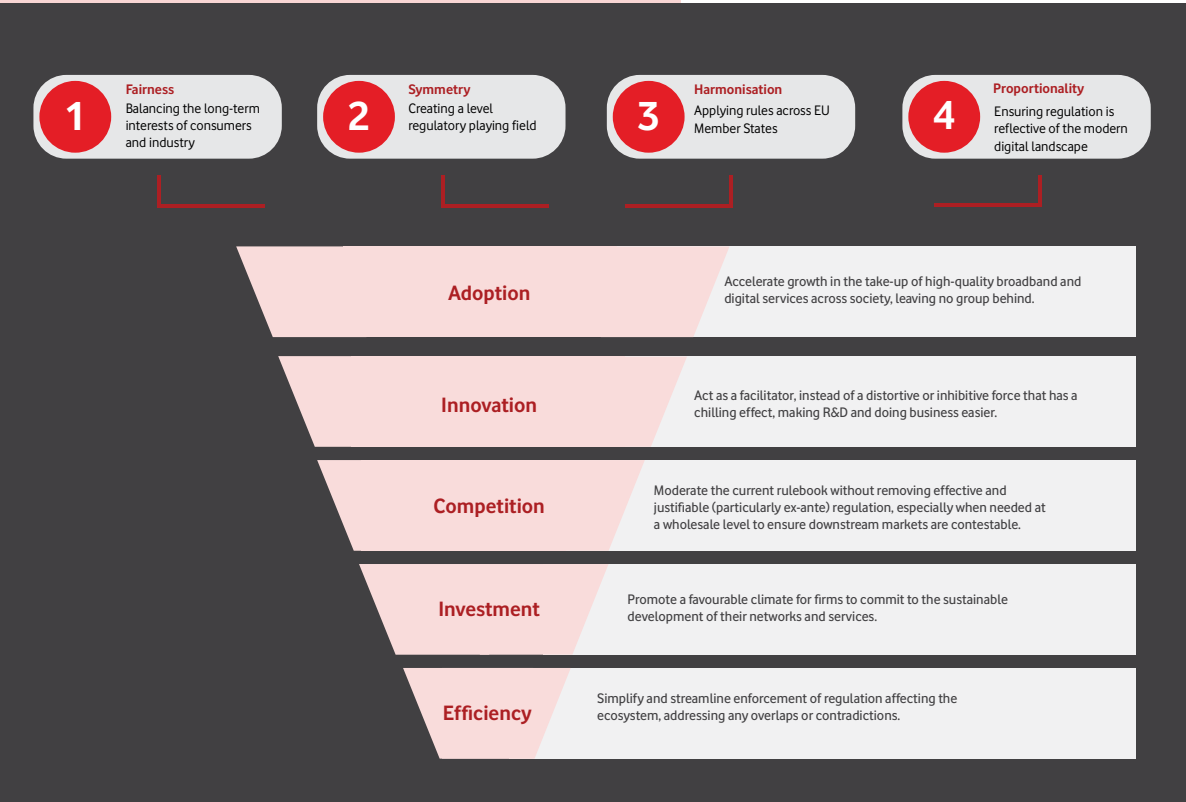 1
Fairness
Balancing the long-term
interests of consumers
and industry
2
Symmetry
Creating a level
regulatory playing field
3
Harmonisation
Applying rules across EU
Member States
4
Proportionality
Ensuring regulation is
reflective of the modern
digital landscape
Adoption
Accelerate growth in the take-up of high-quality broadband and
digital services across society, leaving no group behind.
Innovation
Act as a facilitator, instead of a distortive or inhibitive force that has a
chilling effect, making R&D and doing business easier.
Competition
Moderate the current rulebook without removing effective and
justifiable (particularly ex-ante) regulation, especially when needed at
a wholesale level to ensure downstream markets are contestable.
Investment
Promote a favourable climate for firms to commit to the sustainable
development of their networks and services.
Efficiency
Simplify and streamline enforcement of regulation affecting the
ecosystem, addressing any overlaps or contradictions.